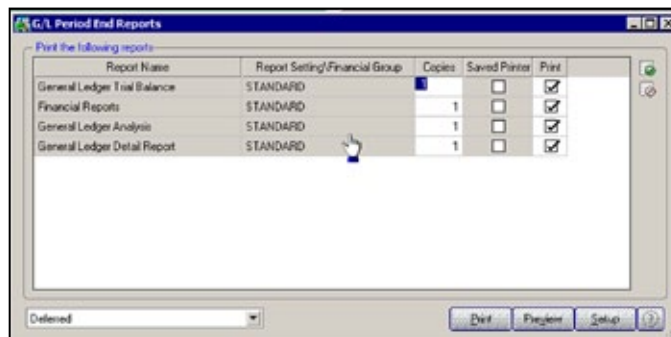 G/L Period End Reports
Print the following reports
Report Name Report Setting\Financial Group Copies Saved Printer Print
General Ledger Trial Balance STANDARD 1
Financial Reports STANDARD 1
General Ledger Analysis STANDARD 1
General Ledger Detail Report STANDARD 1
Deferred Print Preview Setup ?